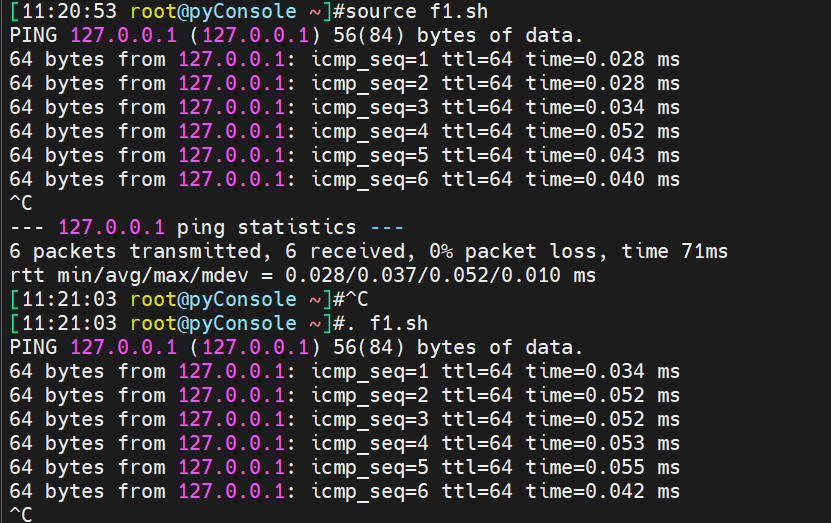 [11:20:53 root@pyConsole ~]#source f1.sh
PING 127.0.0.1 (127.0.0.1) 56(84) bytes of data.
64 bytes from 127.0.0.1: icmp_seq=1 ttl=64 time=0.028 ms
64 bytes from 127.0.0.1: icmp_seq=2 ttl=64 time=0.028 ms
64 bytes from 127.0.0.1: icmp_seq=3 ttl=64 time=0.034 ms
64 bytes from 127.0.0.1: icmp_seq=4 ttl=64 time=0.052 ms
64 bytes from 127.0.0.1: icmp_seq=5 ttl=64 time=0.043 ms
64 bytes from 127.0.0.1: icmp_seq=6 ttl=64 time=0.040 ms
^C
--- 127.0.0.1 ping statistics ---
6 packets transmitted, 6 received, 0% packet loss, time 71ms
rtt min/avg/max/mdev = 0.028/0.037/0.052/0.010 ms
[11:21:03 root@pyConsole ~]#^C
[11:21:03 root@pyConsole ~]#. f1.sh
PING 127.0.0.1 (127.0.0.1) 56(84) bytes of data.
64 bytes from 127.0.0.1: icmp_seq=1 ttl=64 time=0.034 ms
64 bytes from 127.0.0.1: icmp_seq=2 ttl=64 time=0.052 ms
64 bytes from 127.0.0.1: icmp_seq=3 ttl=64 time=0.052 ms
64 bytes from 127.0.0.1: icmp_seq=4 ttl=64 time=0.053 ms
64 bytes from 127.0.0.1: icmp_seq=5 ttl=64 time=0.055 ms
64 bytes from 127.0.0.1: icmp_seq=6 ttl=64 time=0.042 ms
^C